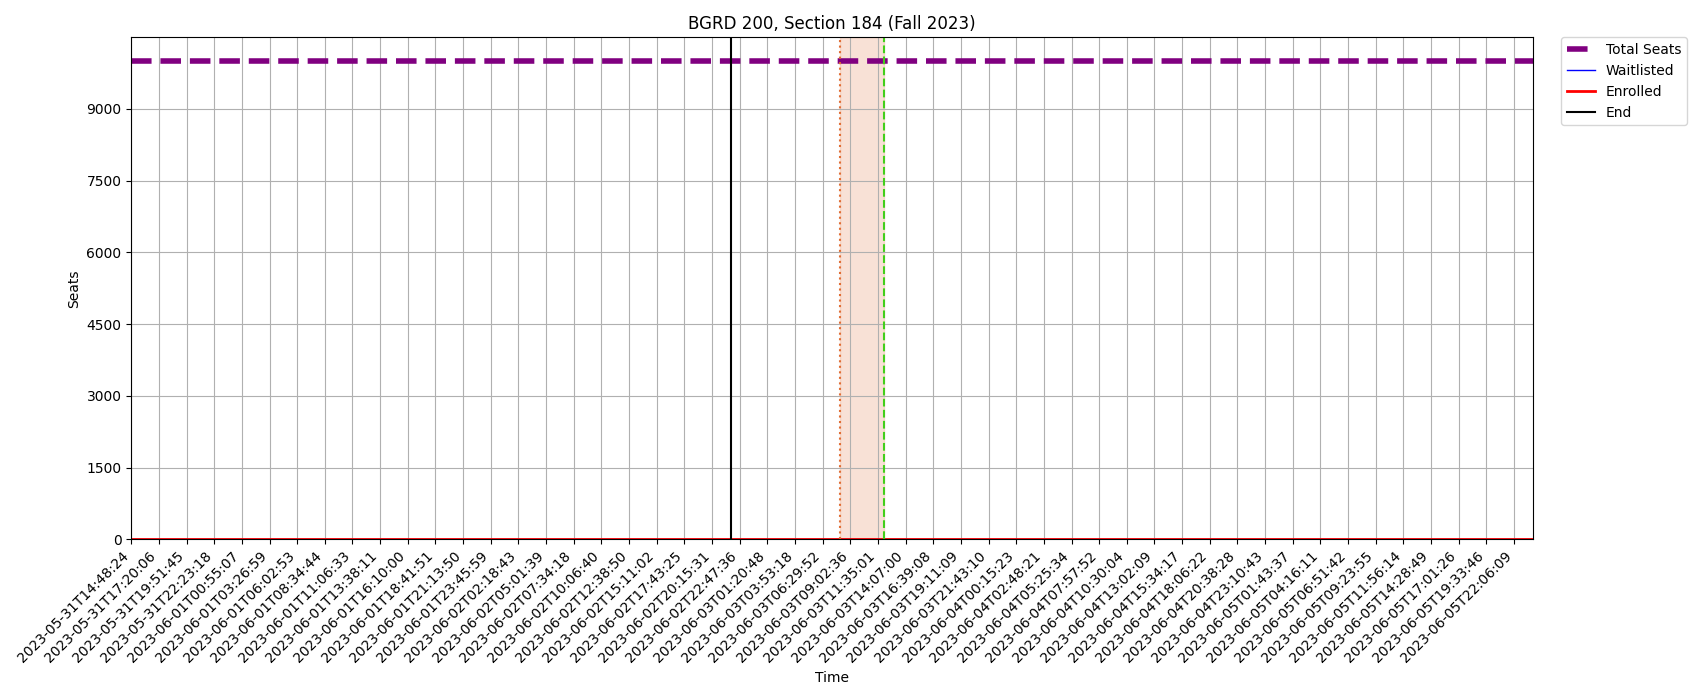 BGRD 200, Section 184 (Fall 2023)
Total Seats
Waitlisted
Enrolled
End
Seats
9000
7500
6000
4500
3000
1500
0
2023-05-31T14:48:24
2023-05-31T17:20:06
2023-05-31T19:51:45
2023-05-31T22:23:18
2023-06-01T00:55:07
2023-06-01T03:26:59
2023-06-01T06:02:53
2023-06-01T08:34:44
2023-06-01T11:06:33
2023-06-01T13:38:11
2023-06-01T16:10:00
2023-06-01T18:41:51
2023-06-01T21:13:50
2023-06-01T23:45:59
2023-06-02T02:18:43
2023-06-02T05:01:39
2023-06-02T07:34:18
2023-06-02T10:06:40
2023-06-02T12:38:50
2023-06-02T15:11:02
2023-06-02T17:43:25
2023-06-02T20:15:31
2023-06-02T22:47:36
2023-06-03T01:20:48
2023-06-03T03:53:18
2023-06-03T06:29:52
2023-06-03T09:02:36
2023-06-03T11:35:01
2023-06-03T14:07:00
2023-06-03T16:39:08
2023-06-03T19:11:09
2023-06-03T21:43:10
2023-06-04T00:15:23
2023-06-04T02:48:21
2023-06-04T05:25:34
2023-06-04T07:57:52
2023-06-04T10:30:04
2023-06-04T13:02:09
2023-06-04T15:34:17
2023-06-04T18:06:22
2023-06-04T20:38:28
2023-06-04T23:10:43
2023-06-05T01:43:37
2023-06-05T04:16:11
2023-06-05T06:51:42
2023-06-05T09:23:55
2023-06-05T11:56:14
2023-06-05T14:28:49
2023-06-05T17:01:26
2023-06-05T19:33:46
2023-06-05T22:06:09
Time